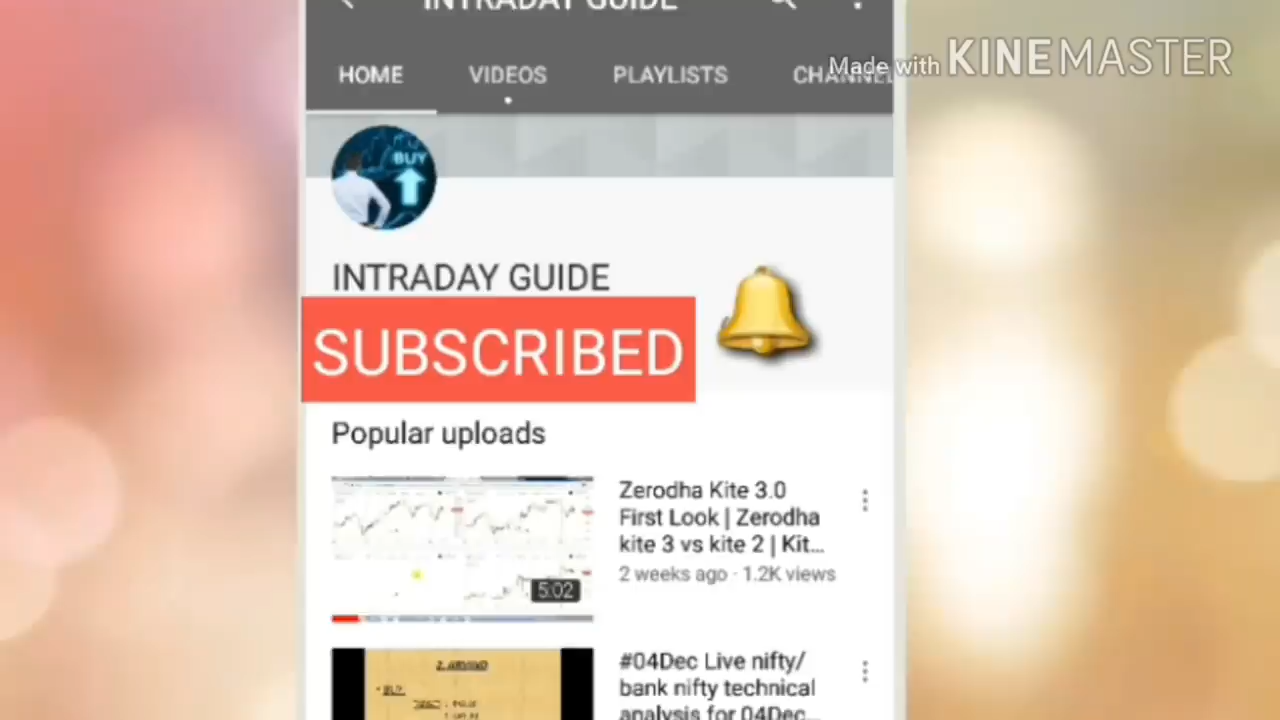 INTRADAY GUIDE
Made with KINEMASTER
HOME VIDEOS PLAYLISTS CHANNEL
BUY
INTRADAY GUIDE
SUBSCRIBED
Popular uploads
Zerodha Kite 3.0
First Look | Zerodha
kite 3 vs kite 2 | Kit...
2 weeks ago · 1.2K views
5:02
#04Dec Live nifty/
bank nifty technical
analysis for 04Dec...
BUY